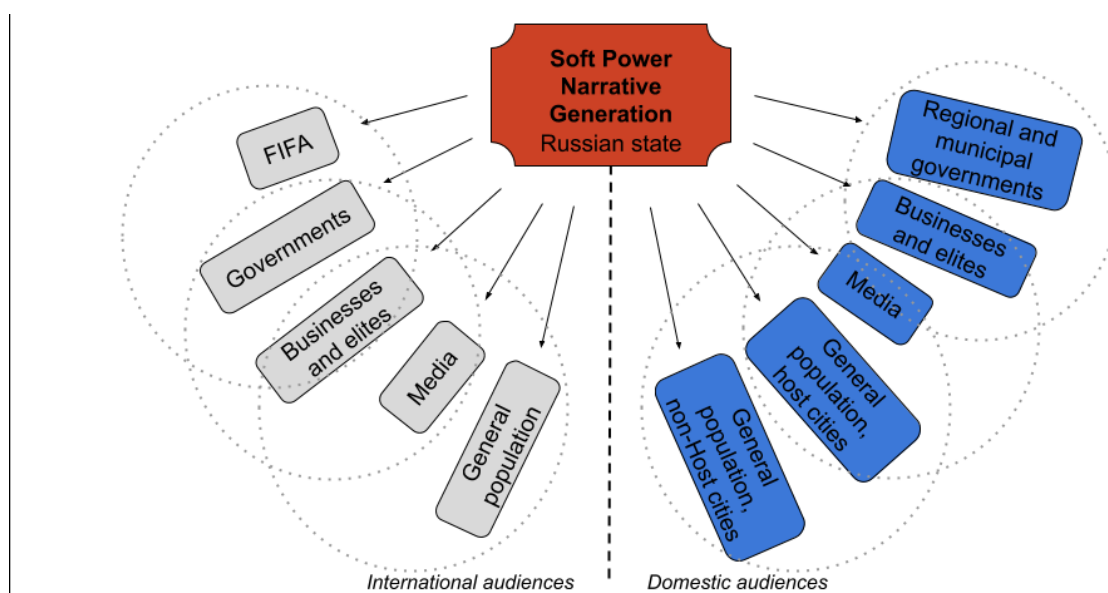 Soft Power
Narrative
Generation
Russian state
FIFA
Governments
Businesses
and elites
Media
General
population
Regional and
municipal
governments
Businesses
and elites
Media
General
population,
host cities
General
population,
non-Host cities
International audiences
Domestic audiences